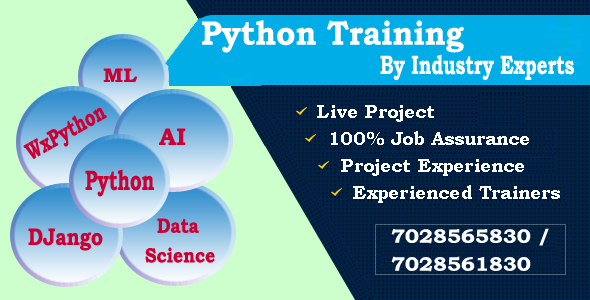 Python Training
By Industry Experts
ML
WxPython
AI
Python
DJango
Data
Science
Live Project
100% Job Assurance
Project Experience
Experienced Trainers
7028565830 /
7028561830